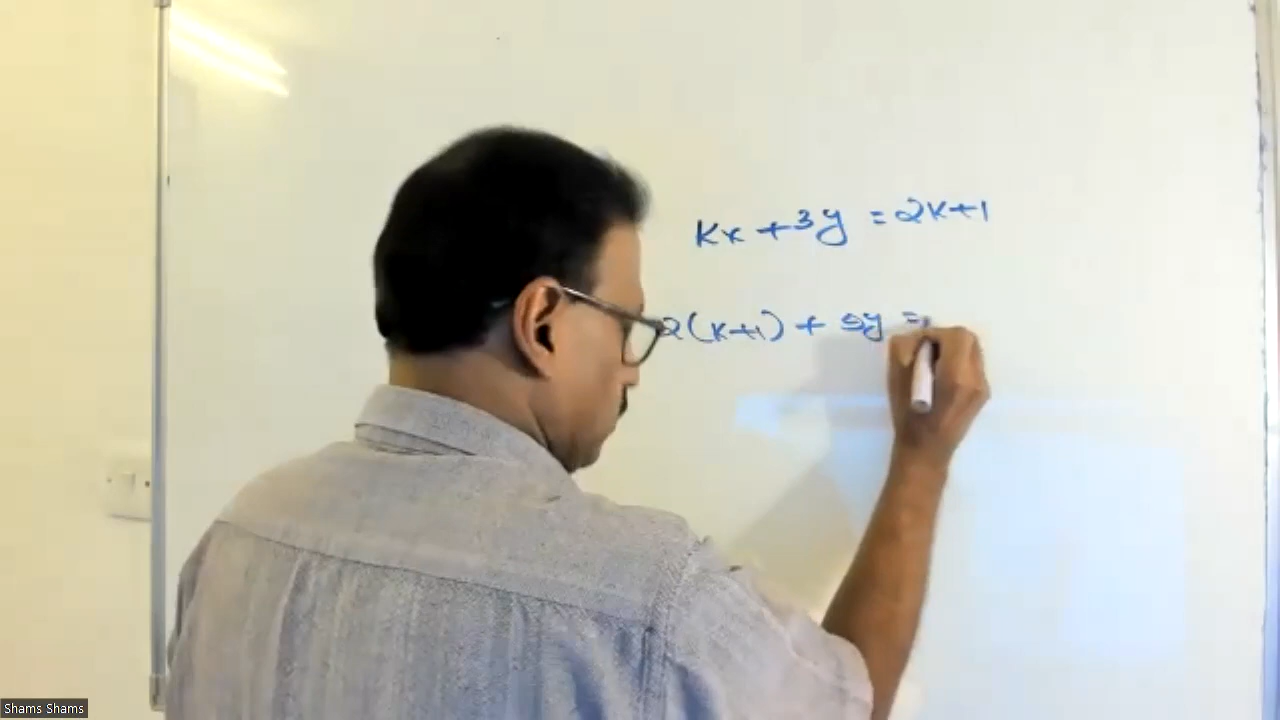 kx + 3y = 2k+1
2(k+1) + 9y =
Shams Shams